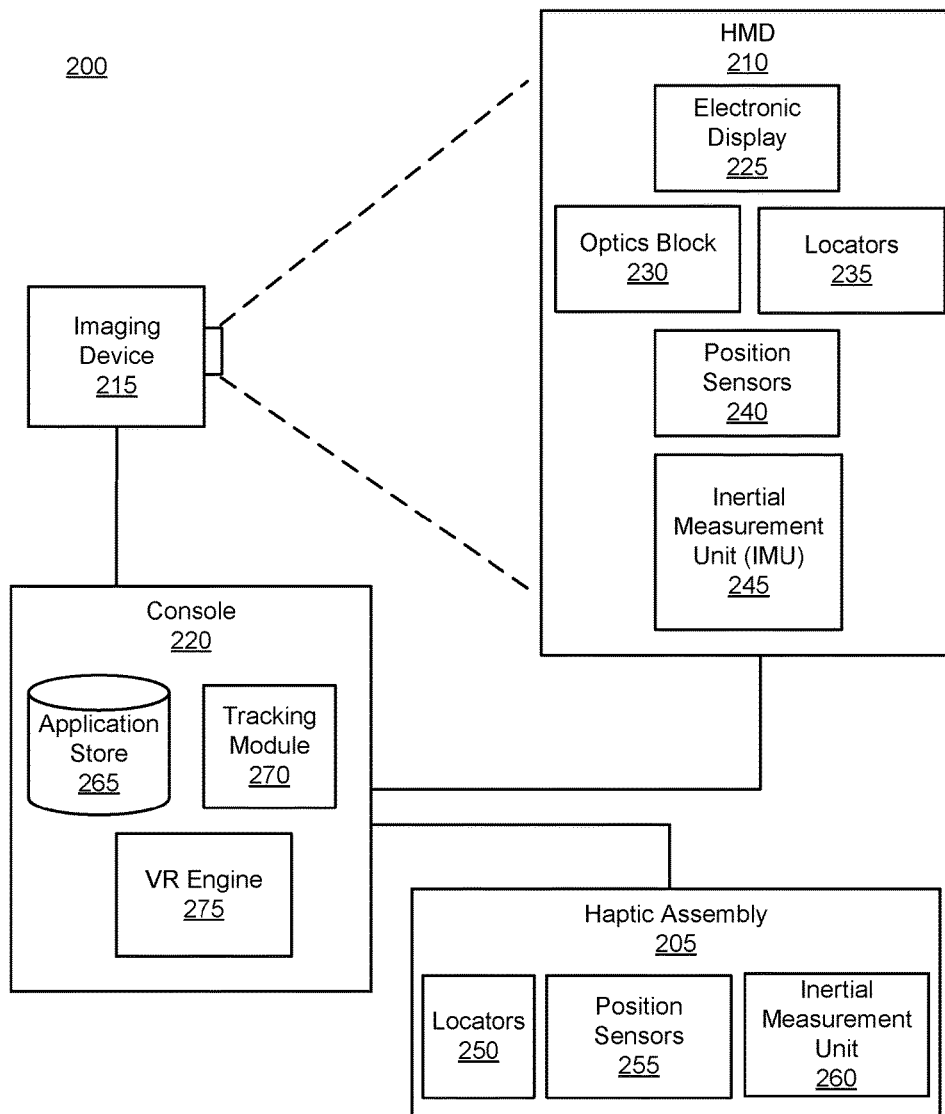 200
HMD
210
Electronic
Display
225
Optics Block
230
Locators
235
Position
Sensors
240
Inertial
Measurement
Unit (IMU)
245
Imaging
Device
215
Console
220
Application
Store
265
Tracking
Module
270
VR Engine
275
Haptic Assembly
205
Locators
250
Position
Sensors
255
Inertial
Measurement
Unit
260